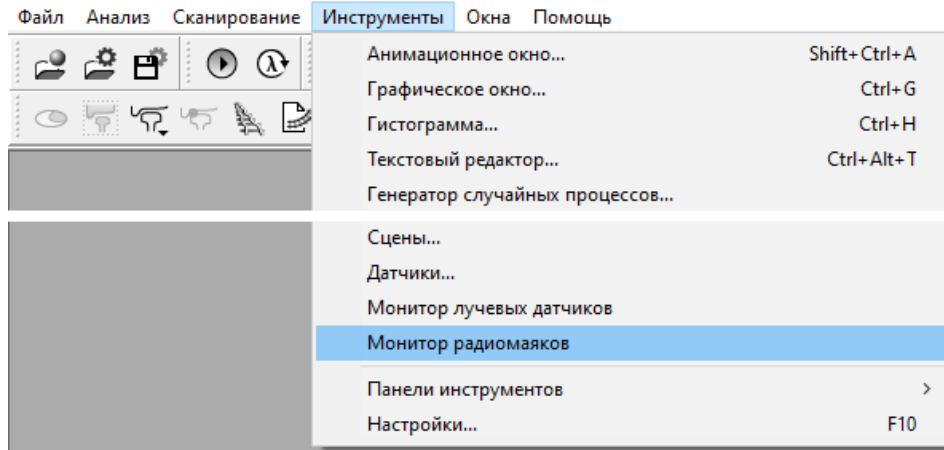 Файл Анализ Сканирование Инструменты Окна Помощь
Анимационное окно... Shift+Ctrl+A
Графическое окно... Ctrl+G
Гистограмма... Ctrl+H
Текстовый редактор... Ctrl+Alt+T
Генератор случайных процессов...
Сцены...
Датчики...
Монитор лучевых датчиков
Монитор радиомаяков
Панели инструментов
Настройки... F10